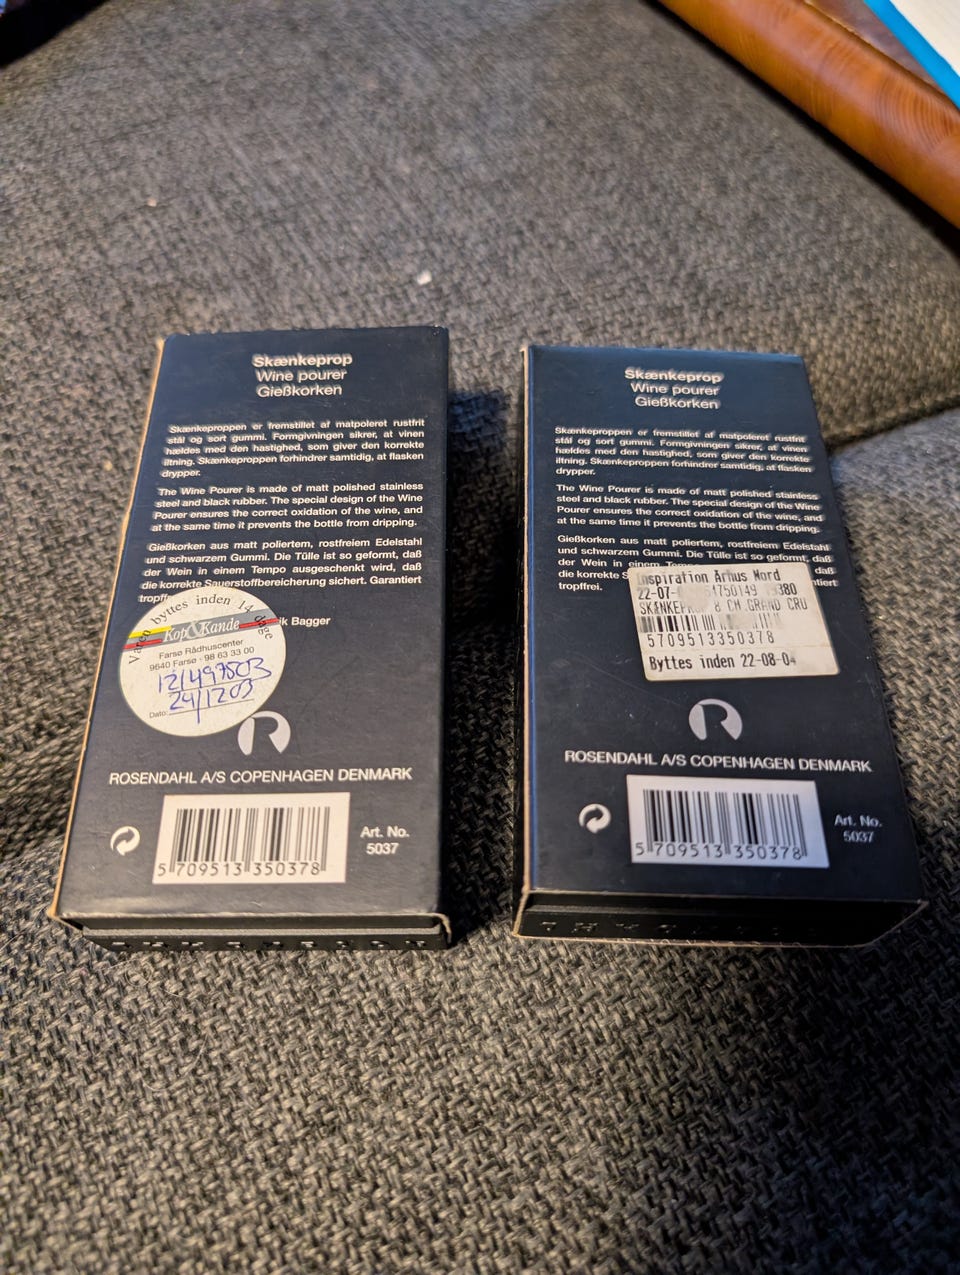 Skænkeprop
Wine pourer
Gießkorken
Skænkeproppen er fremstillet af matpoleret rustfrit
stål og sort gummi. Formgivningen sikrer, at vinen
hældes med den hastighed, som giver den korrekte
iltning. Skænkeproppen forhindrer samtidig, at flasken
drypper.
The Wine Pourer is made of matt polished stainless
steel and black rubber. The special design of the Wine
Pourer ensures the correct oxidation of the wine, and
at the same time it prevents the bottle from dripping.
Gießkorken aus matt poliertem, rostfreiem Edelstahl
und schwarzem Gummi. Die Tülle ist so geformt, daß
der Wein in einem Tempo ausgeschenkt wird, daß
die korrekte Sauerstoffbereicherung sichert. Garantiert
Bagger
byttes inden 14 dage
Kop&Kande
Farsø Rådhuscenter
9640 Farsø - 98 63 33 00
Dato:
24/12 03
R
ROSENDAHL A/S COPENHAGEN DENMARK
Art. No.
5037
5 709513 350378
Skænkeprop
Wine pourer
Gießkorken
Skænkeproppen er fremstillet af matpoleret rustfrit
stål og sort gummi. Formgivningen sikrer, at vinen
hældes med den hastighed, som giver den korrekte
iltning. Skænkeproppen forhindrer samtidig, at flasken
drypper.
The Wine Pourer is made of matt polished stainless
steel and black rubber. The special design of the Wine
Pourer ensures the correct oxidation of the wine, and
at the same time it prevents the bottle from dripping.
Gießkorken aus matt poliertem, rostfreiem Edelstahl
und schwarzem Gummi. Die Tülle ist so geformt, daß
der Wein in einem daß
die korrekte
tropffrei.
Inspiration Århus Nord
8 CM GRAND CRU
5709513350378
Byttes inden 22-08-04
R
ROSENDAHL A/S COPENHAGEN DENMARK
Art. No.
5037
5 709513 350378